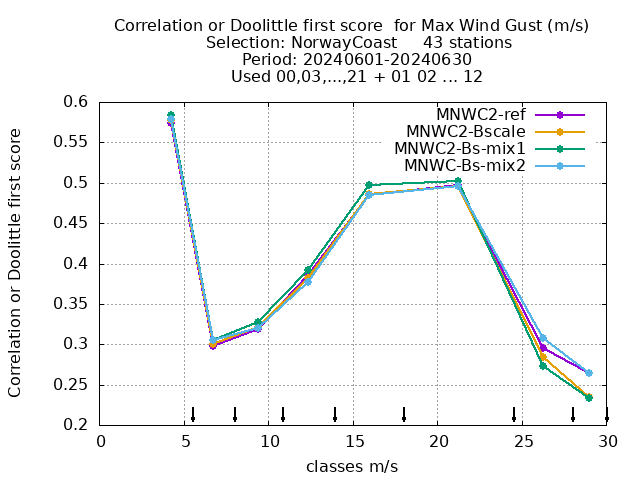 Correlation or Doolittle first score  for Max Wind Gust (m/s)
Selection: NorwayCoast     43 stations
Period: 20240601-20240630
Used 00,03,...,21 + 01 02 ... 12
MNWC2-ref
MNWC2-Bscale
MNWC2-Bs-mix1
MNWC-Bs-mix2
Correlation or Doolittle first score
0.6
0.55
0.5
0.45
0.4
0.35
0.3
0.25
0.2
0 5 10 15 20 25 30
classes m/s